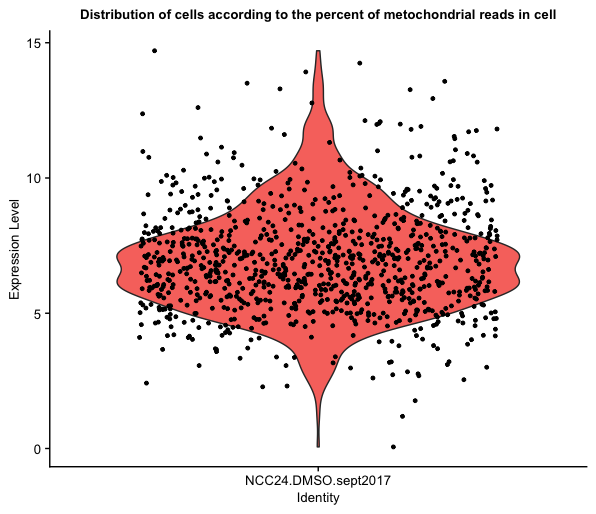 Distribution of cells according to the percent of metochondrial reads in cell
15
10
5
0
Expression Level
NCC24.DMSO.sept2017
Identity